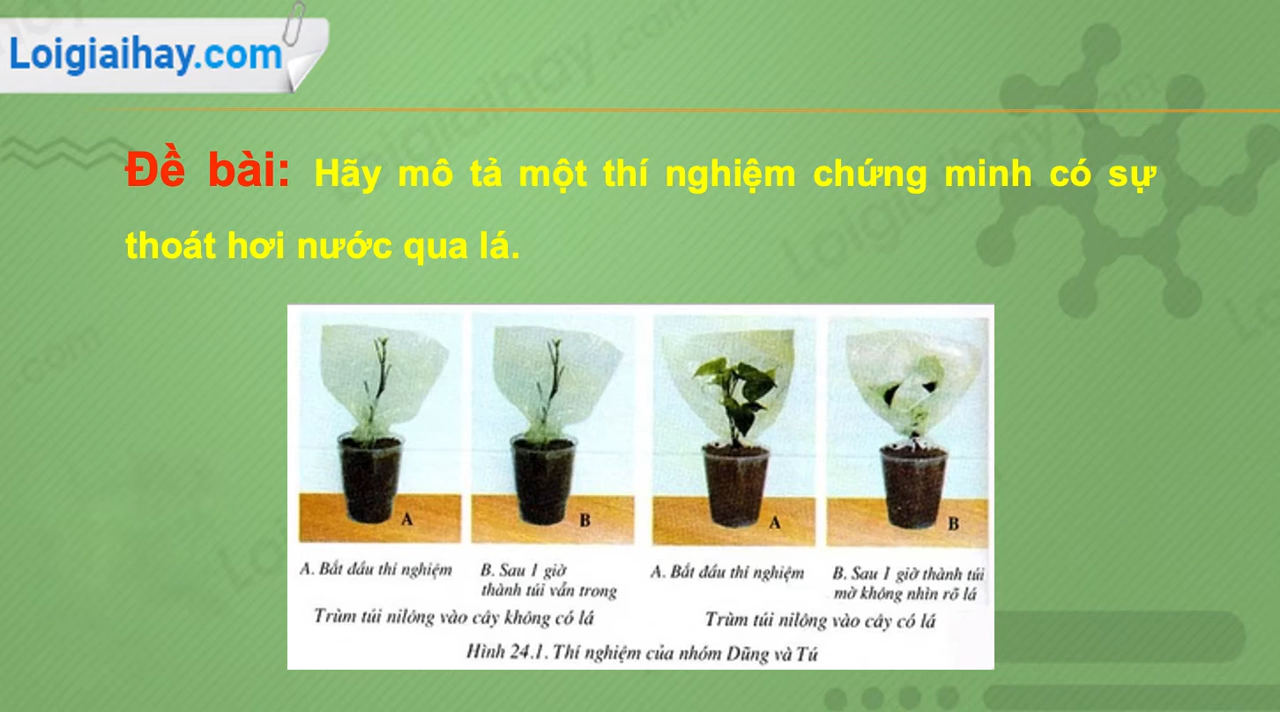 Loigiaihay.com
Đề bài: Hãy mô tả một thí nghiệm chứng minh có sự
thoát hơi nước qua lá.
A
B
A
B
A. Bắt đầu thí nghiệm
B. Sau 1 giờ
thành túi vẫn trong
A. Bắt đầu thí nghiệm
B. Sau 1 giờ thành túi
mờ không nhìn rõ lá
Trùm túi nilông vào cây không có lá
Trùm túi nilông vào cây có lá
Hình 24.1. Thí nghiệm của nhóm Dũng và Tú